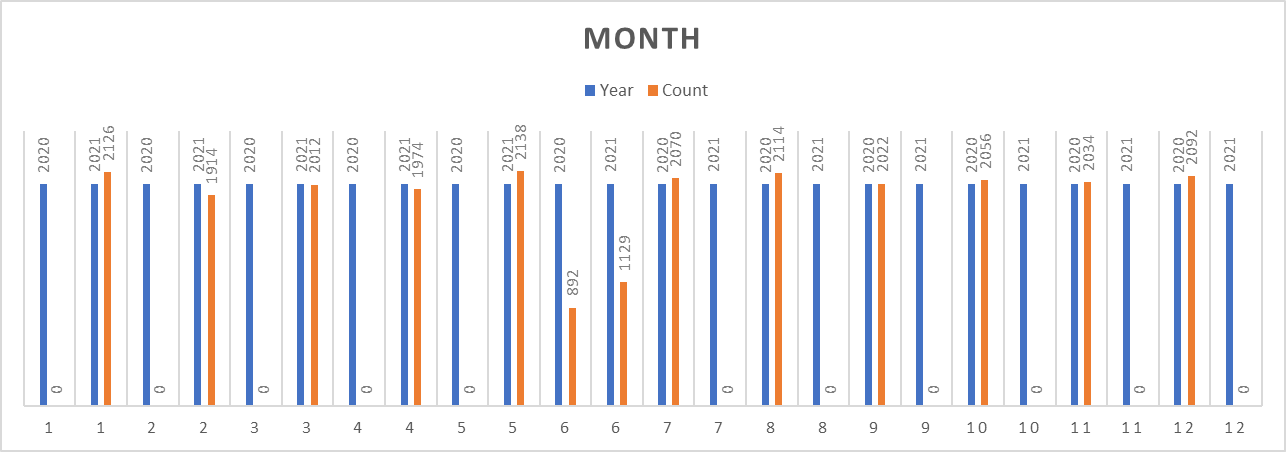 MONTH
Year Count
2020 0 2021 2126 2020 0 2021 1914 2020 0 2021 2012 2020 0 2021 1974 2020 0 2021 2138 2020 892 2021 1129 2020 2070 2021 0 2020 2114 2021 0 2020 2022 2021 0 2020 2056 2021 0 2020 2034 2021 0 2020 2092 2021 0
1 1 2 2 3 3 4 4 5 5 6 6 7 7 8 8 9 9 10 10 11 11 12 12